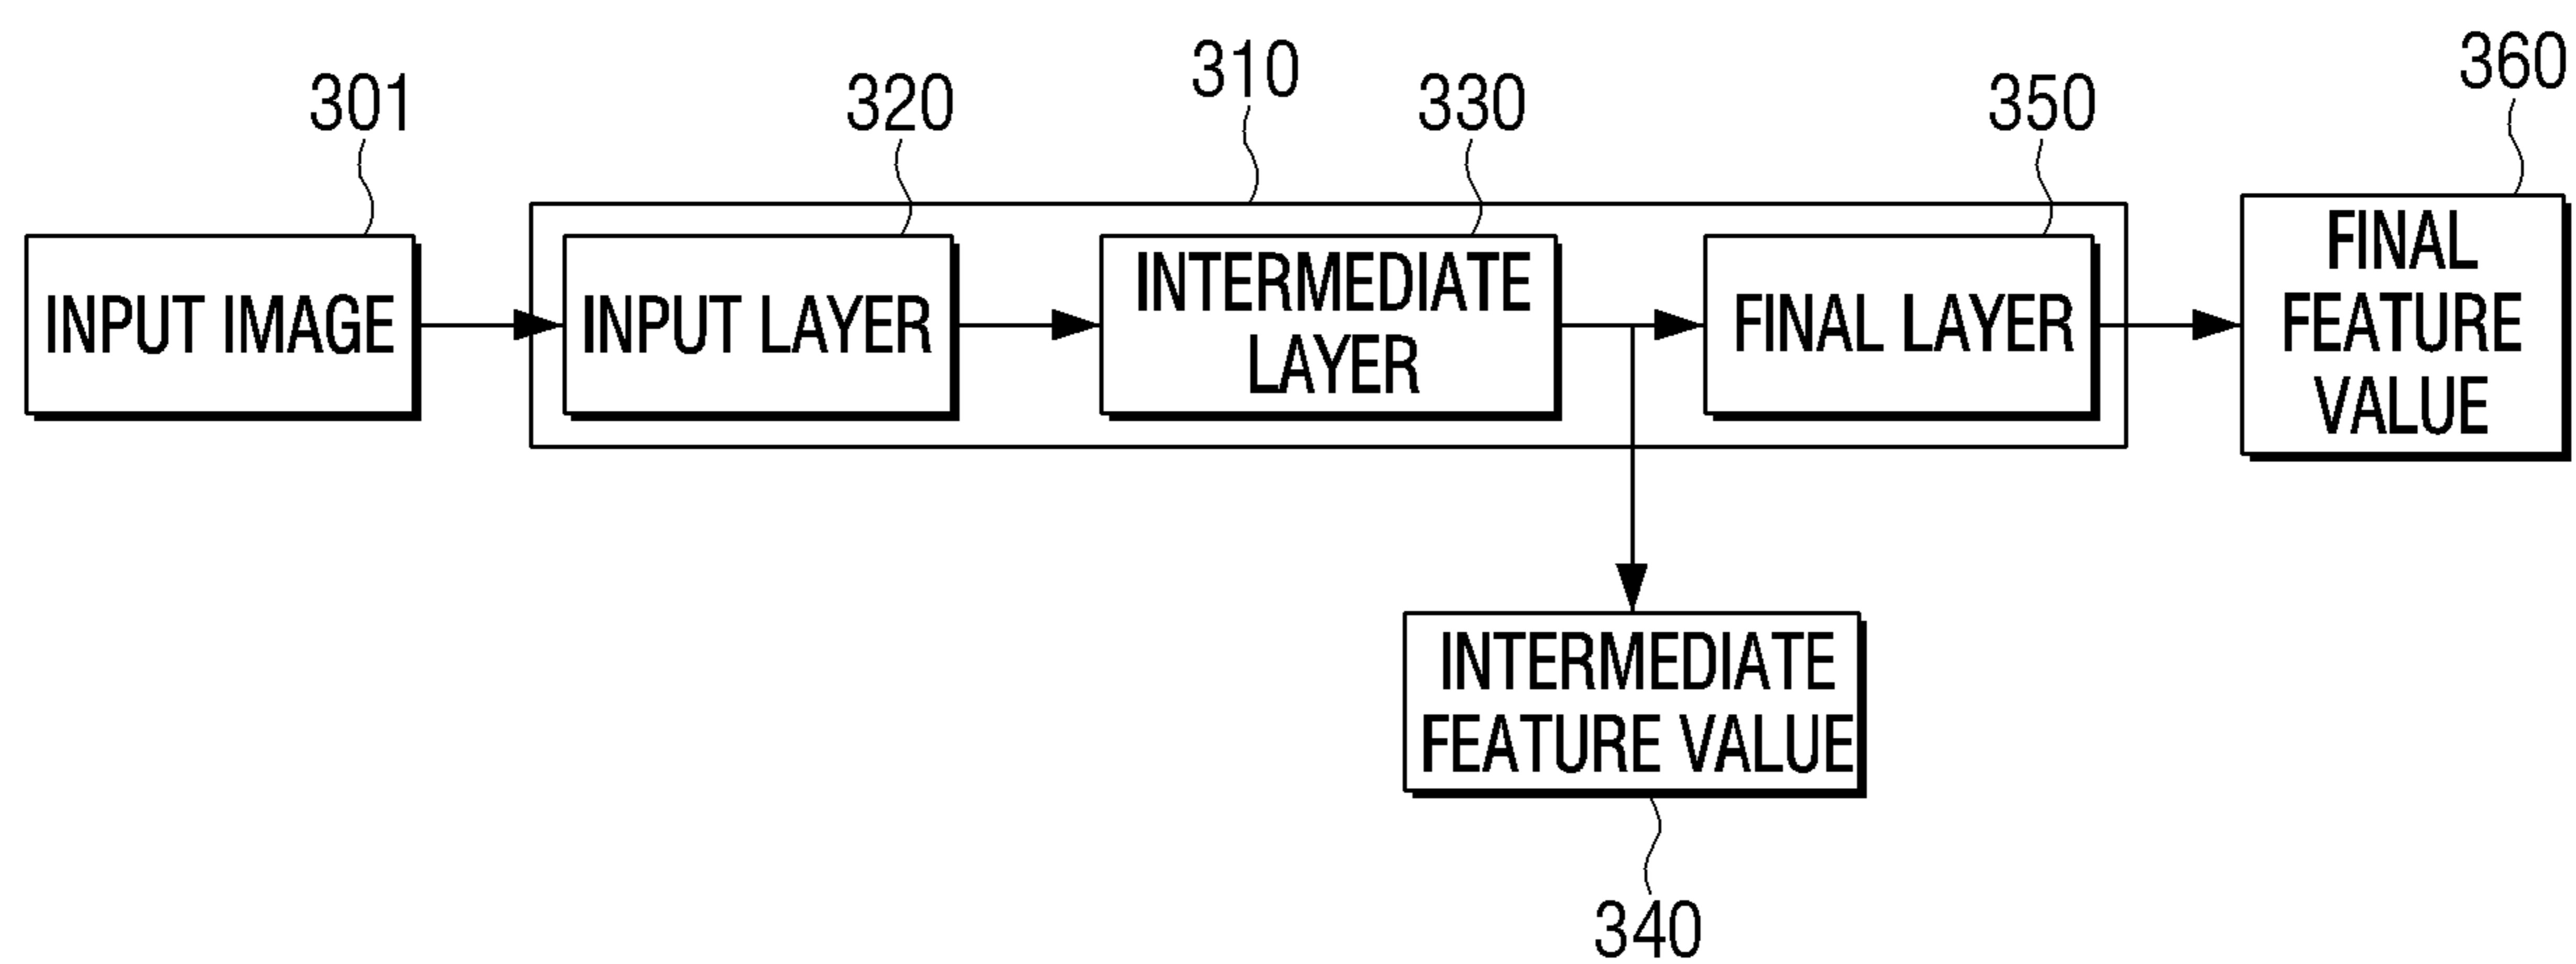 301
320
310
330
350
360
INPUT IMAGE
INPUT LAYER
INTERMEDIATE
LAYER
FINAL LAYER
FINAL
FEATURE
VALUE
INTERMEDIATE
FEATURE VALUE
340